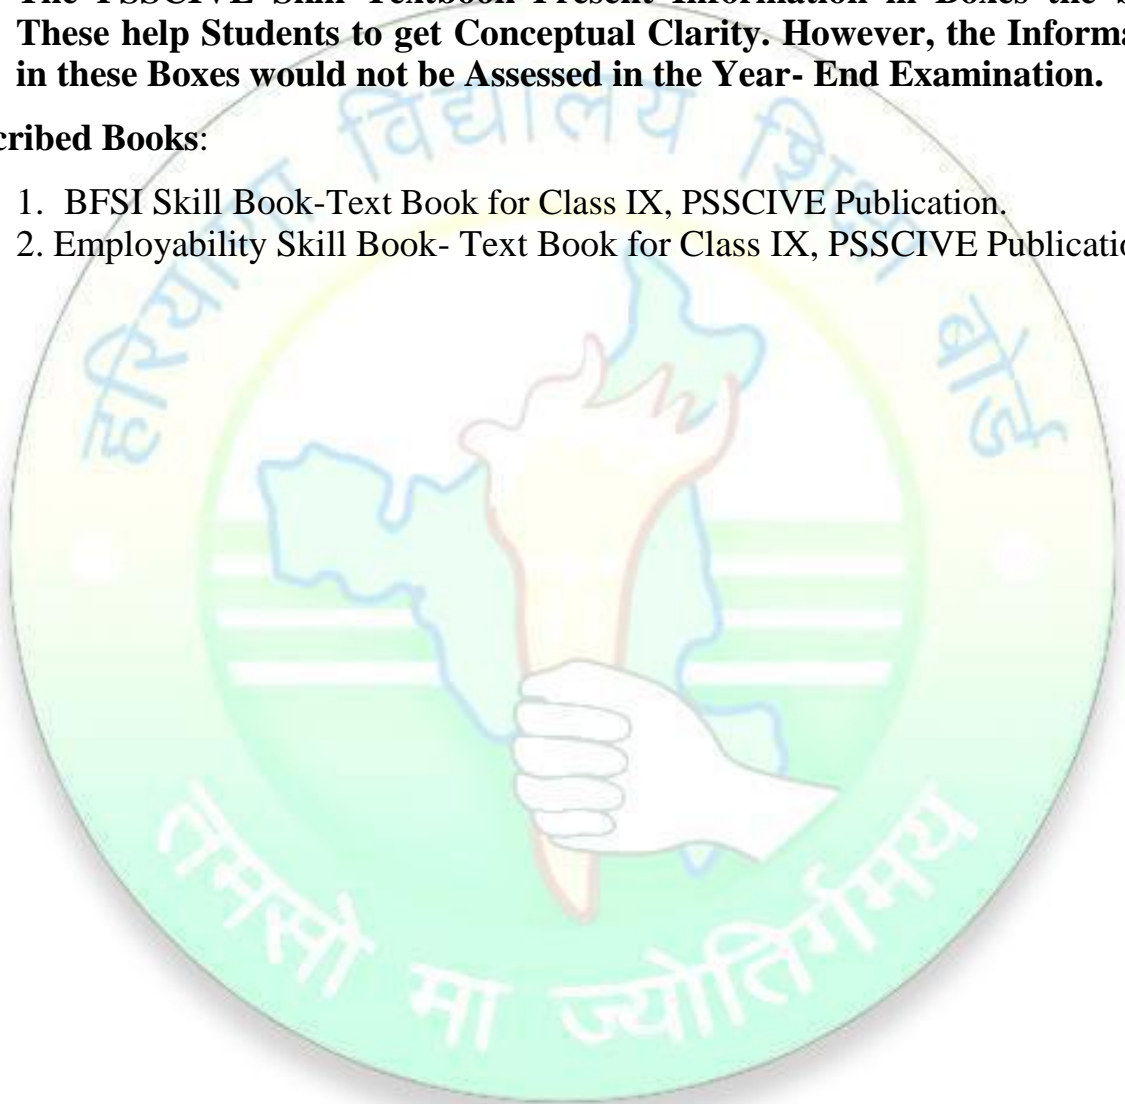 These help Students to get Conceptual Clarity. However, the Informa
in these Boxes would not be Assessed in the Year- End Examination.
cribed Books:
1. BFSI Skill Book-Text Book for Class IX, PSSCIVE Publication.
2. Employability Skill Book- Text Book for Class IX, PSSCIVE Publicatio
हरियाणा विद्यालय शिक्षा बोर्ड
तमसो मा ज्योतिर्गमय